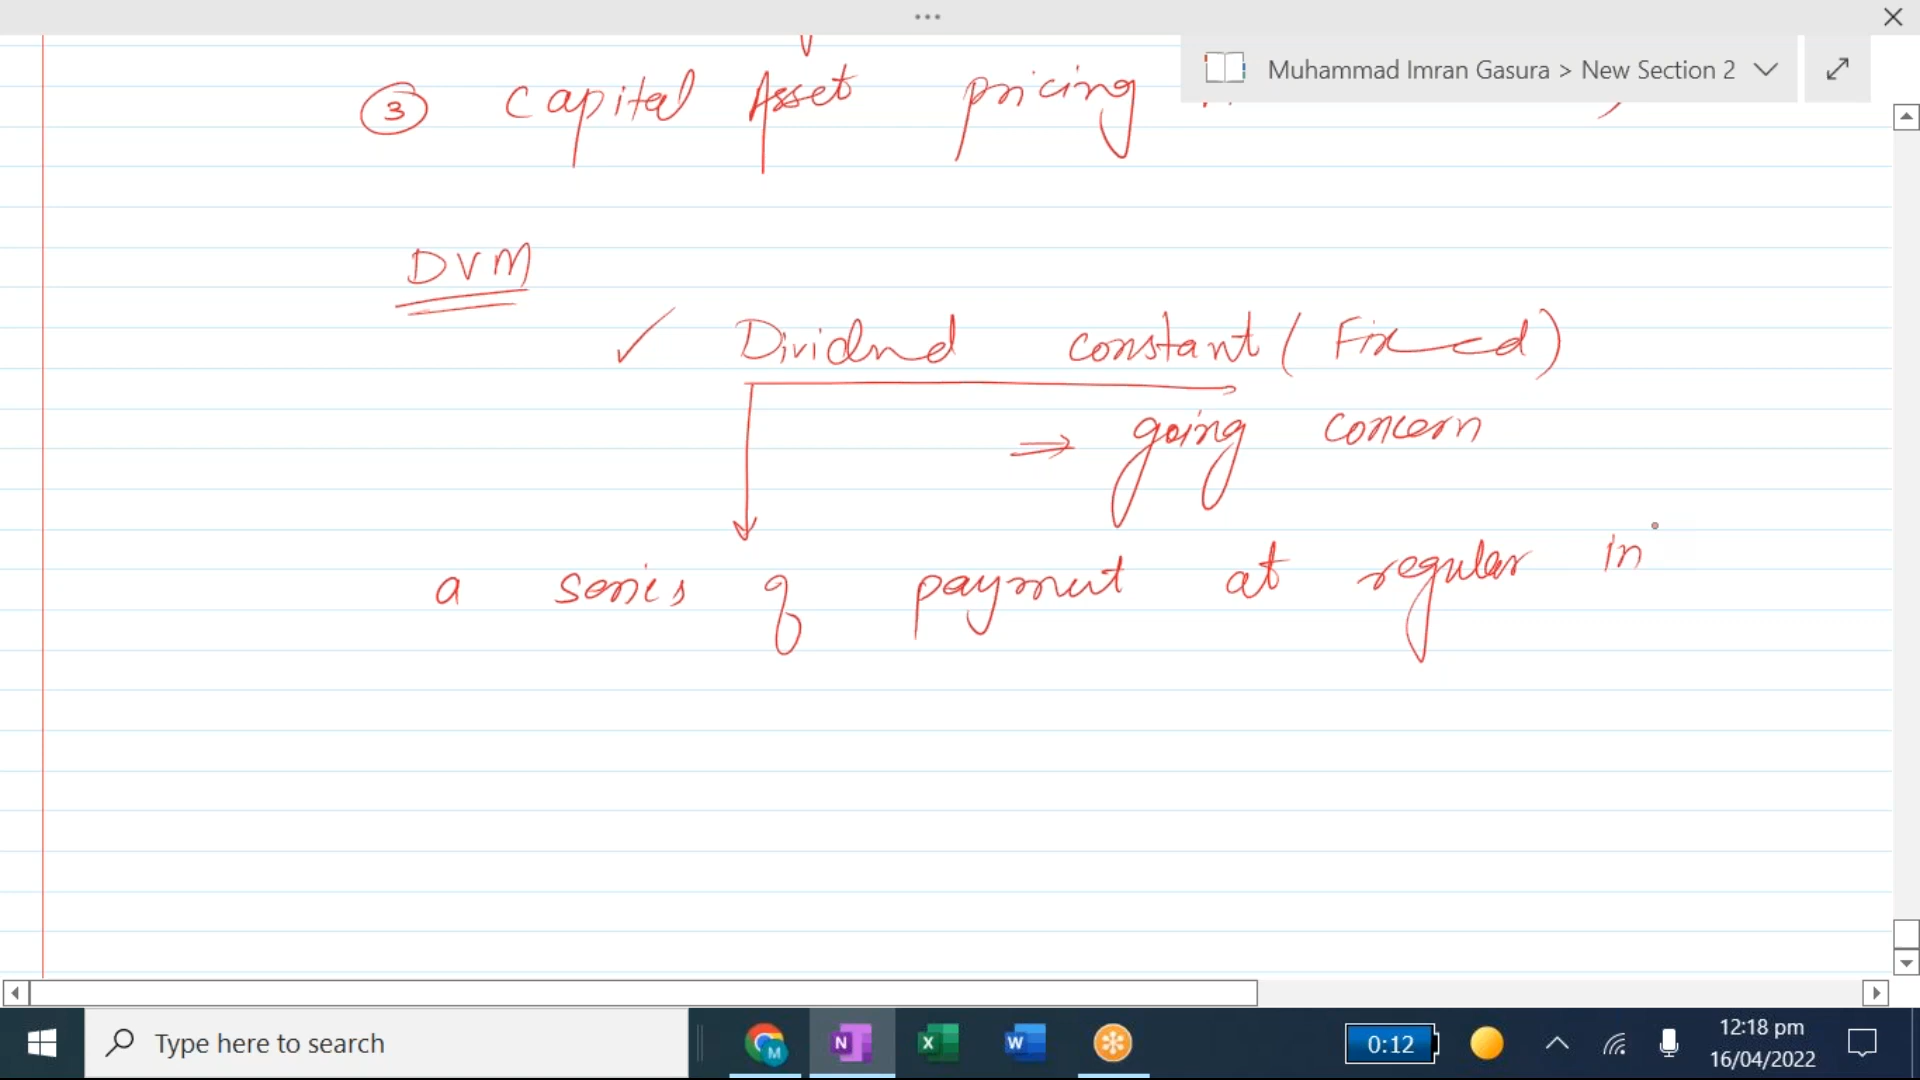 Muhammad Imran Gasura > New Section 2
③ Capital Asset pricing
DVM
✓ Dividend constant (Fixed)
⇒ going concern
a series of payment at regular in
Type here to search
0:12
12:18 pm
16/04/2022